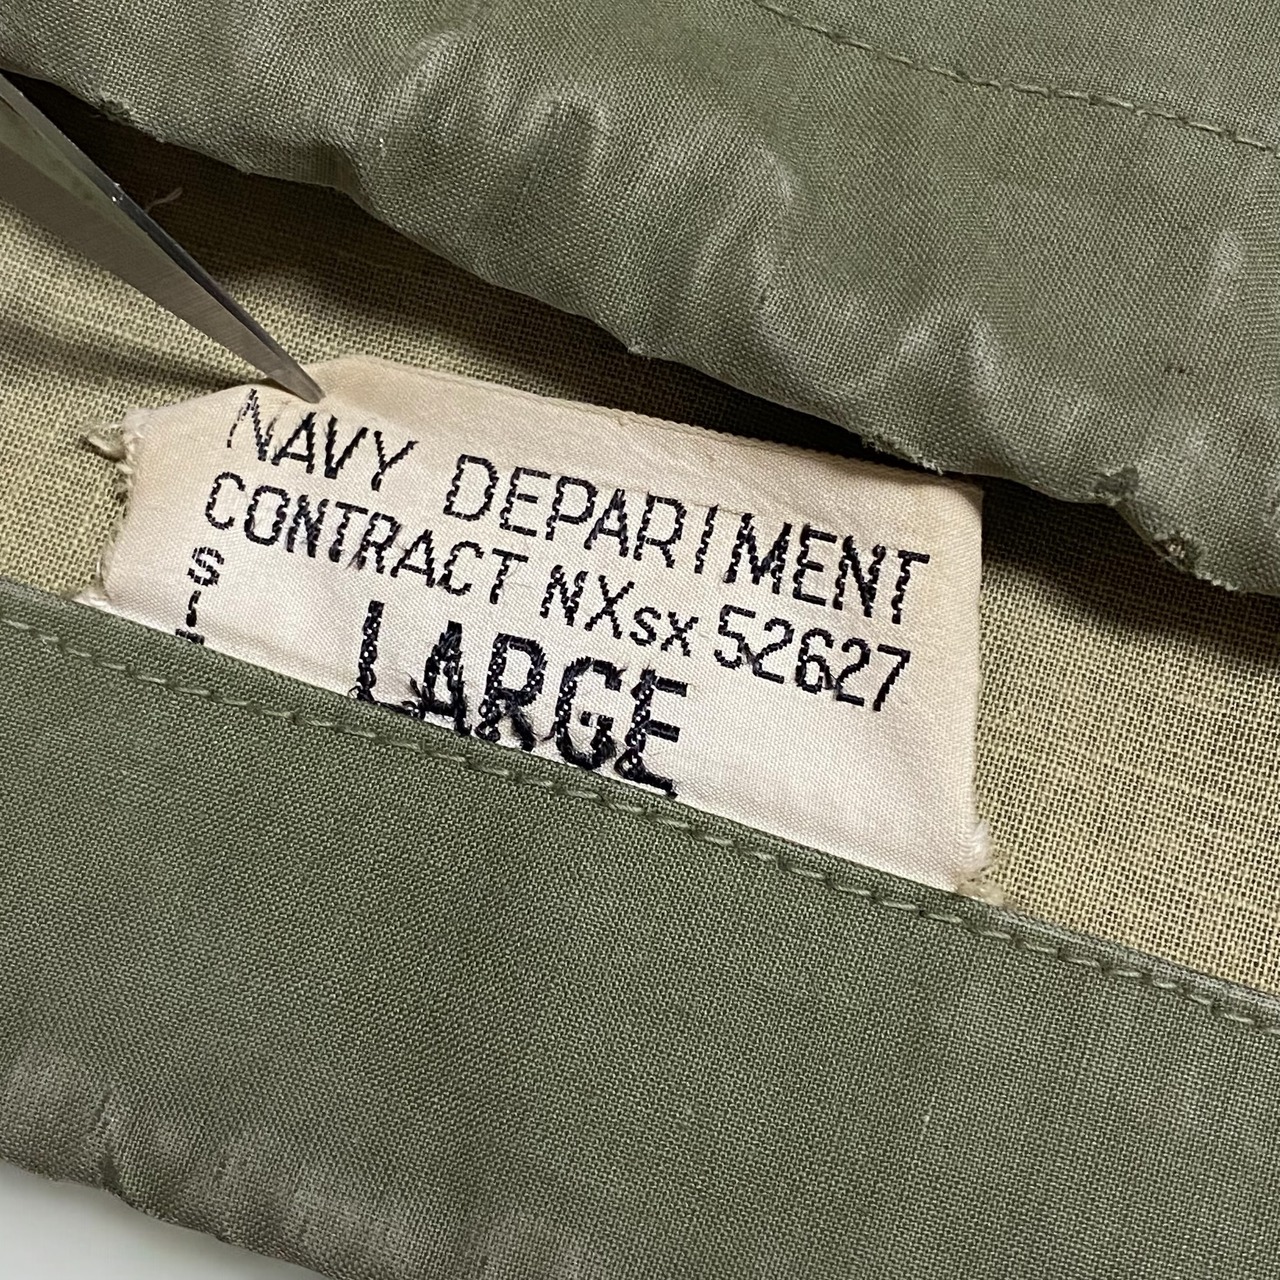 NAVY DEPARTMENT
CONTRACT NXsx 52627
LARGE